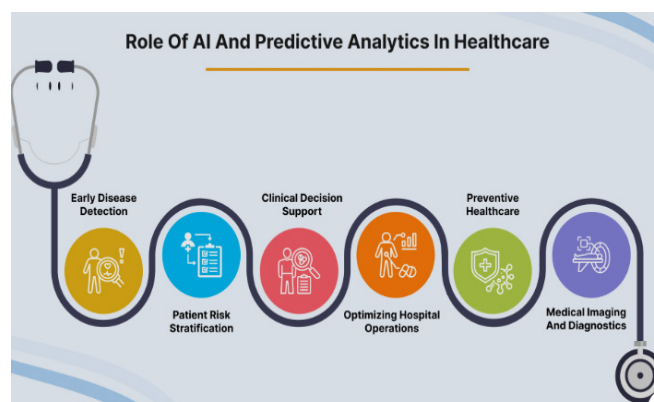 Role Of AI And Predictive Analytics In Healthcare
Early Disease
Detection
Patient Risk
Stratification
Clinical Decision
Support
Optimizing Hospital
Operations
Preventive
Healthcare
Medical Imaging
And Diagnostics